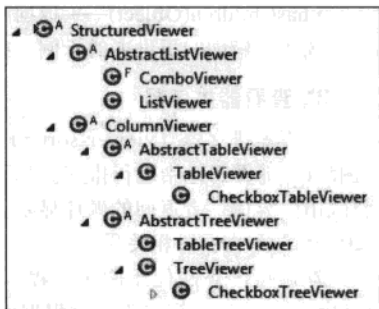 A StructuredViewer
A AbstractListViewer
F ComboViewer
ListViewer
A ColumnViewer
A AbstractTableViewer
TableViewer
CheckboxTableViewer
A AbstractTreeViewer
TableTreeViewer
TreeViewer
CheckboxTreeViewer